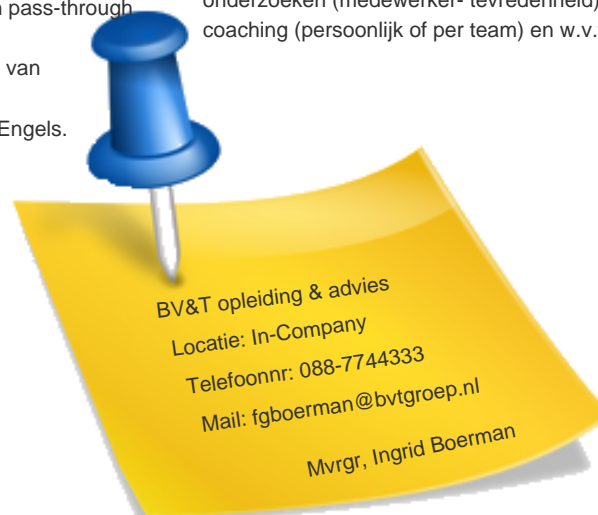 pass-through
van
Engels.
onderzoeken (medewerker- tevredenheid)
coaching (persoonlijk of per team) en w.v.
BV&T opleiding & advies
Locatie: In-Company
Telefoonnr: 088-7744333
Mail: fgboerman@bvtgroep.nl
Mvrgr, Ingrid Boerman